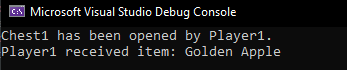 Microsoft Visual Studio Debug Console
Chest1 has been opened by Player1.
Player1 received item: Golden Apple